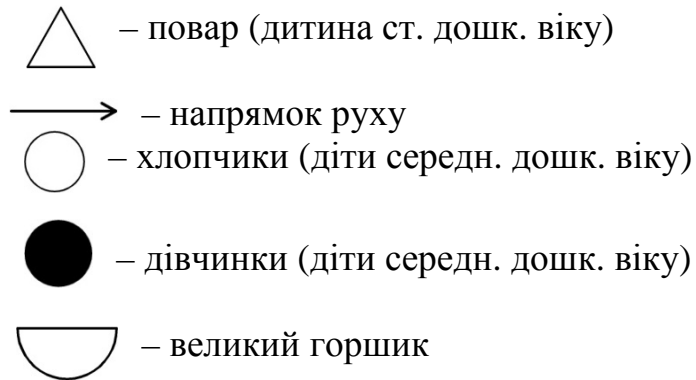 – повар (дитина ст. дошк. віку)
– напрямок руху
– хлопчики (діти середн. дошк. віку)
– дівчинки (діти середн. дошк. віку)
– великий горшик